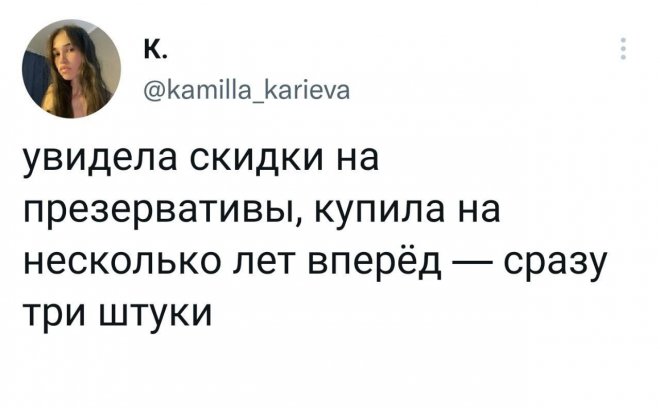 К.
@kamilla_karieva
увидела скидки на
презервативы, купила на
несколько лет вперёд — сразу
три штуки